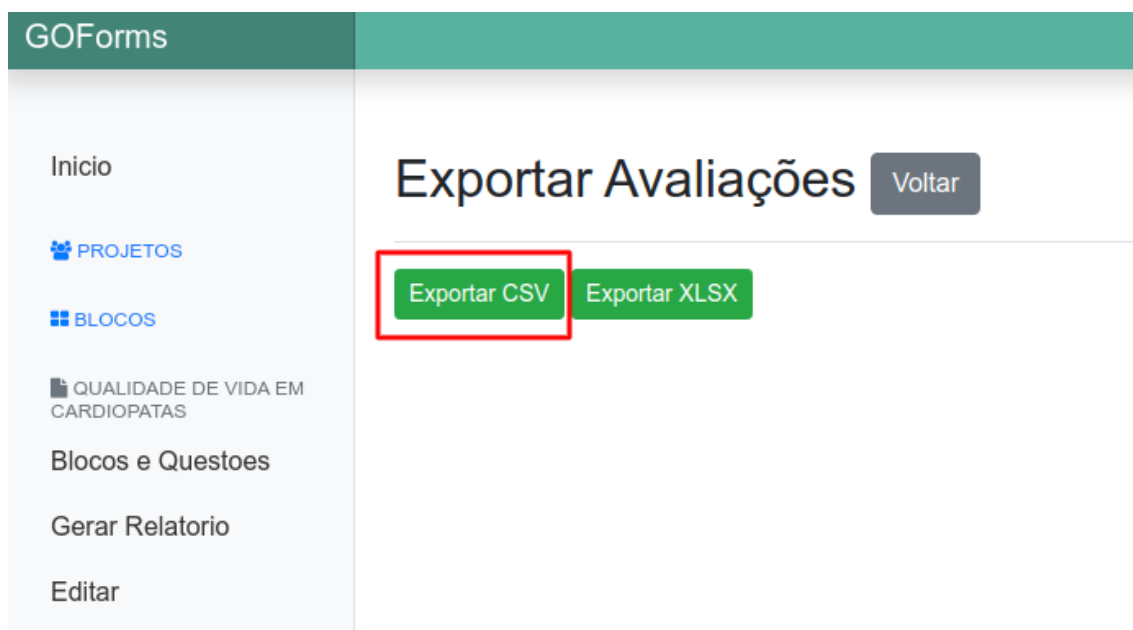 GOForms
Inicio
PROJETOS
BLOCOS
QUALIDADE DE VIDA EM
CARDIOPATAS
Blocos e Questoes
Gerar Relatorio
Editar
Exportar Avaliações Voltar
Exportar CSV Exportar XLSX